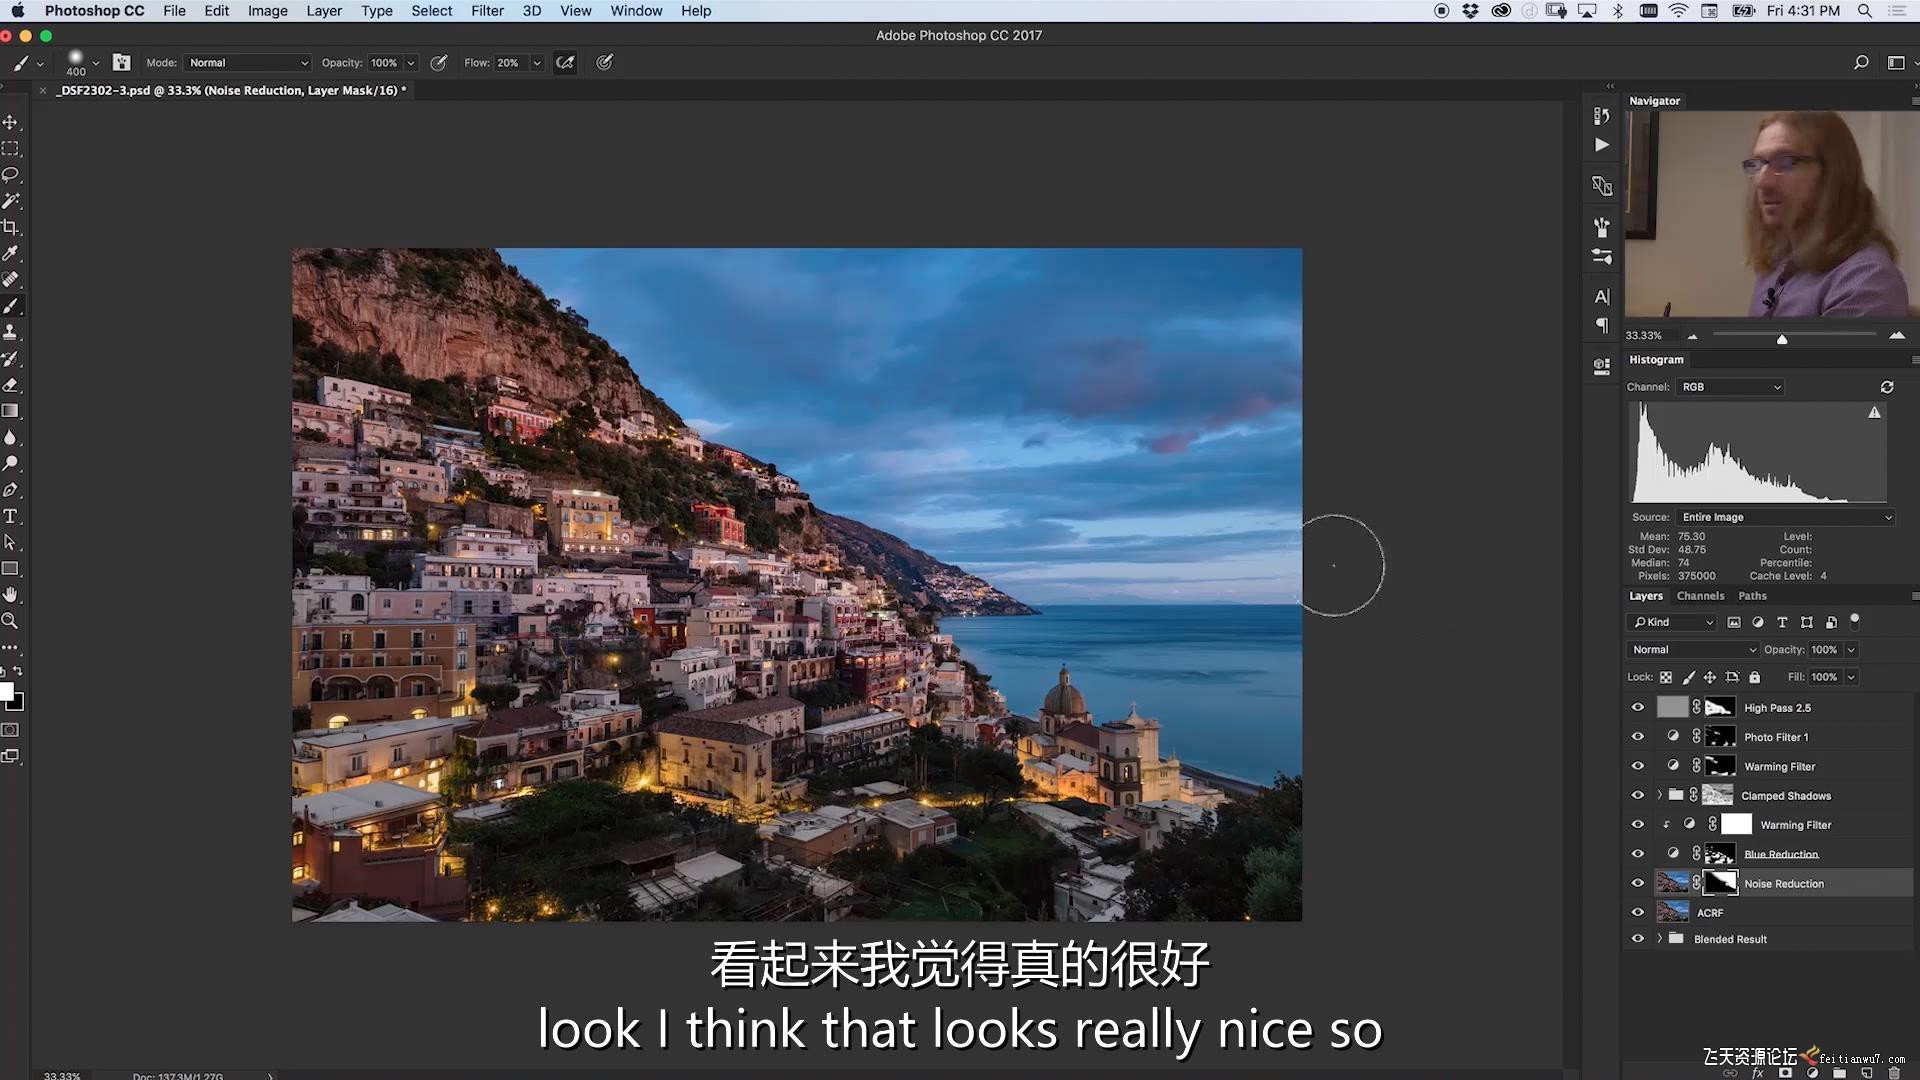 Photoshop CC File Edit Image Layer Type Select Filter 3D View Window Help Fri 4:31 PM
Adobe Photoshop CC 2017
400 Mode: Normal Opacity: 100% Flow: 20%
_DSF2302-3.psd @ 33.3% (Noise Reduction, Layer Mask/16) *
Navigator
33.33%
Histogram
Channel: RGB
Source: Entire Image
Mean: 75.30 Level:
Std Dev: 48.75 Count:
Median: 74 Percentile:
Pixels: 375000 Cache Level: 4
Layers Channels Paths
Kind
Normal Opacity: 100%
Lock: Fill: 100%
High Pass 2.5
Photo Filter 1
Warming Filter
Clamped Shadows
Warming Filter
Blue Reduction
Noise Reduction
ACRF
Blended Result
看起来我觉得真的很好
look I think that looks really nice so
飞天资源论坛 feitianwu7.com
33.33% Doc: 137.3M/1.27G